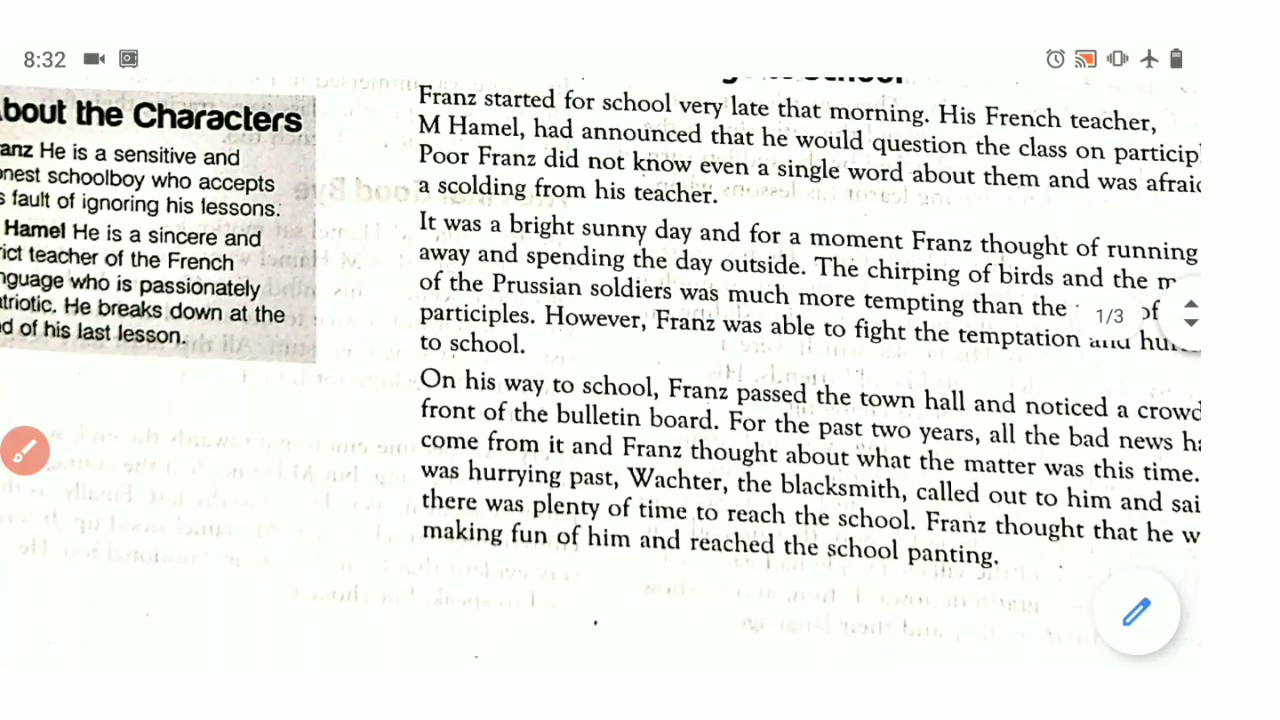 8:32
bout the Characters
anz He is a sensitive and
onest schoolboy who accepts
s fault of ignoring his lessons.
Hamel He is a sincere and
rict teacher of the French
nguage who is passionately
atriotic. He breaks down at the
d of his last lesson.
Franz started for school very late that morning. His French teacher,
M Hamel, had announced that he would question the class on particip
Poor Franz did not know even a single word about them and was afraid
a scolding from his teacher.
It was a bright sunny day and for a moment Franz thought of running
away and spending the day outside. The chirping of birds and the
of the Prussian soldiers was much more tempting than the of
participles. However, Franz was able to fight the temptation and
to school.
1/3
On his way to school, Franz passed the town hall and noticed a crowd
front of the bulletin board. For the past two years, all the bad news ha
come from it and Franz thought about what the matter was this time.
was hurrying past, Wachter, the blacksmith, called out to him and sai
there was plenty of time to reach the school. Franz thought that he w
making fun of him and reached the school panting.